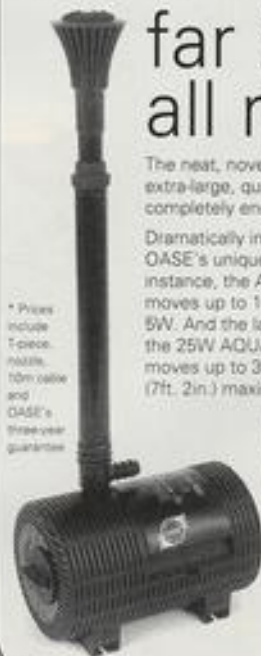 far
all
The neat, nove
extra-large, qu
completely en
Dramatically in
OASE's unique
instance, the A
moves up to 1
5W. And the la
the 25W AQU
moves up to 3
(7ft. 2in.) maxi
* Prices
include
T-piece,
nozzle,
10m cable
and
OASE's
three-year
guarantee